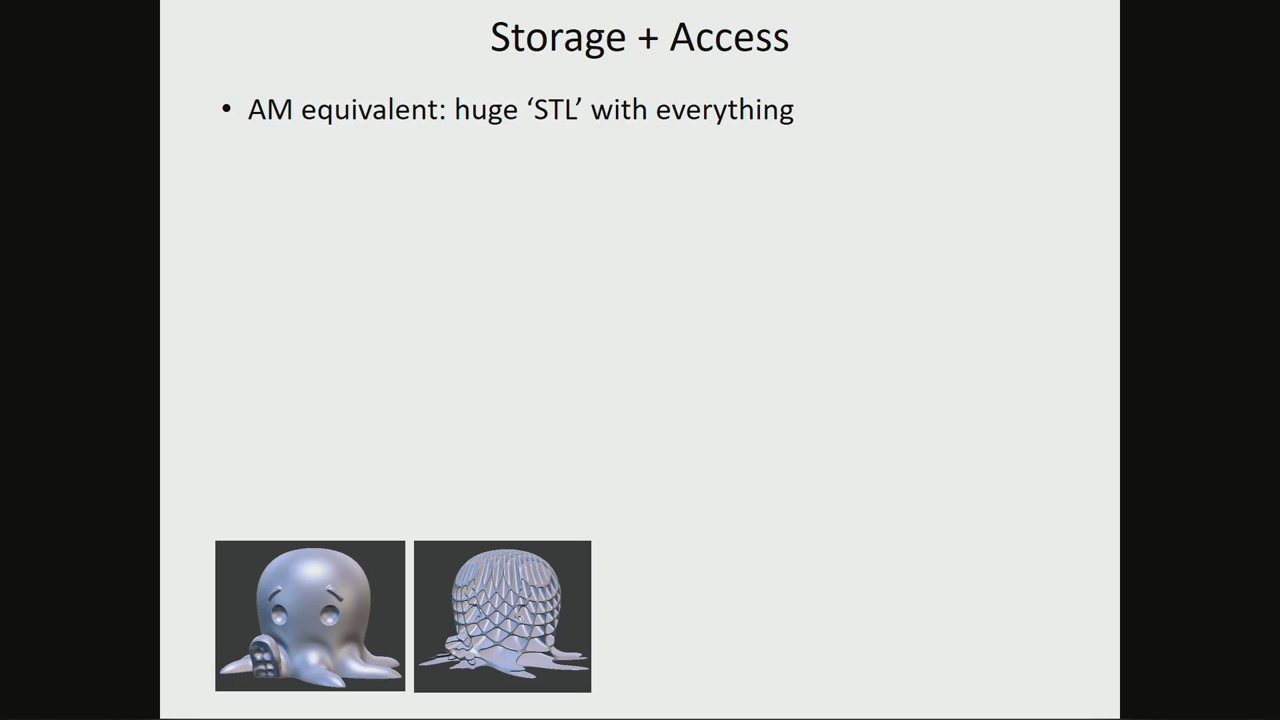 Storage + Access
• AM equivalent: huge ‘STL’ with everything